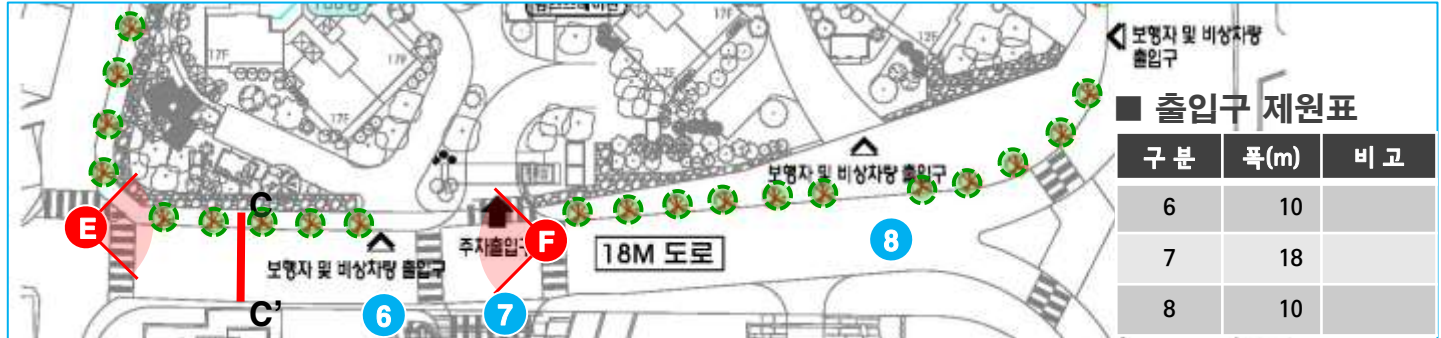 17F
17F
17F
12F
보행자 및 비상차량
출입구
■ 출입구 제원표
구 분 폭(m) 비 고
6 10
7 18
8 10
보행자 및 비상차량 출입구
E
C
주차출입구
F
18M 도로
8
보행자 및 비상차량 출입구
C'
6
7